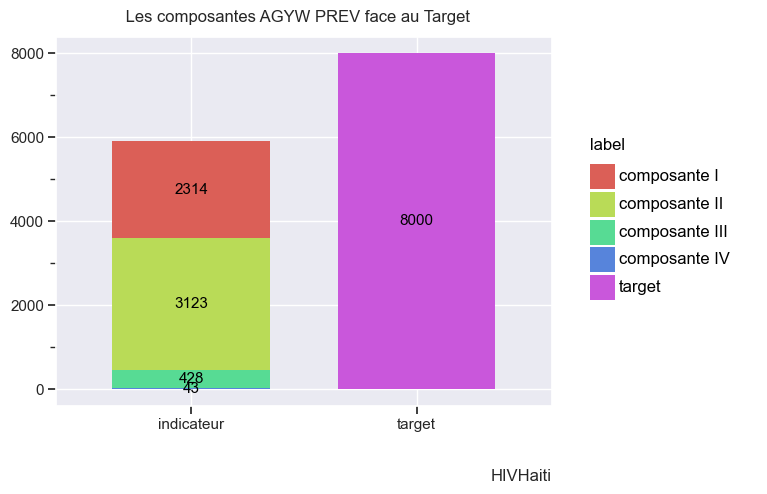 Les composantes AGYW PREV face au Target
8000
6000
4000
2000
0
2314
3123
428
43
8000
indicateur
target
label
composante I
composante II
composante III
composante IV
target
HIVHaiti